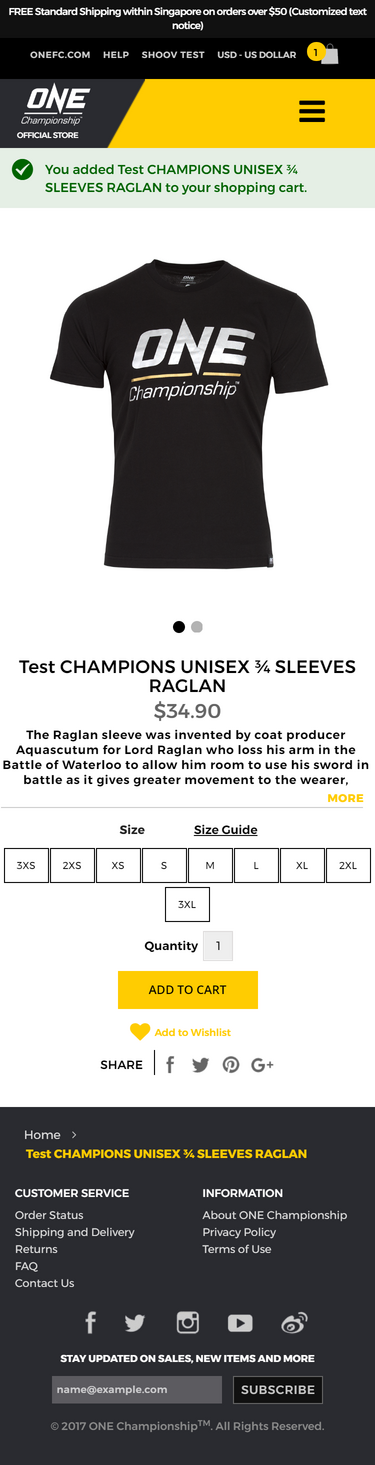 FREE Standard Shipping within Singapore on orders over $50 (Customized text
notice)
ONEFC.COM HELP SHOOV TEST USD - US DOLLAR 1
ONE
Championship
OFFICIAL STORE
You added Test CHAMPIONS UNISEX ¾
SLEEVES RAGLAN to your shopping cart.
ONE
Championship™
Test CHAMPIONS UNISEX ¾ SLEEVES
RAGLAN
$34.90
The Raglan sleeve was invented by coat producer
Aquascutum for Lord Raglan who loss his arm in the
Battle of Waterloo to allow him room to use his sword in
battle as it gives greater movement to the wearer,
MORE
Size Size Guide
3XS 2XS XS S M L XL 2XL
3XL
Quantity 1
ADD TO CART
Add to Wishlist
SHARE
Home >
Test CHAMPIONS UNISEX ¾ SLEEVES RAGLAN
CUSTOMER SERVICE
Order Status
Shipping and Delivery
Returns
FAQ
Contact Us
INFORMATION
About ONE Championship
Privacy Policy
Terms of Use
STAY UPDATED ON SALES, NEW ITEMS AND MORE
name@example.com SUBSCRIBE
© 2017 ONE Championship™. All Rights Reserved.